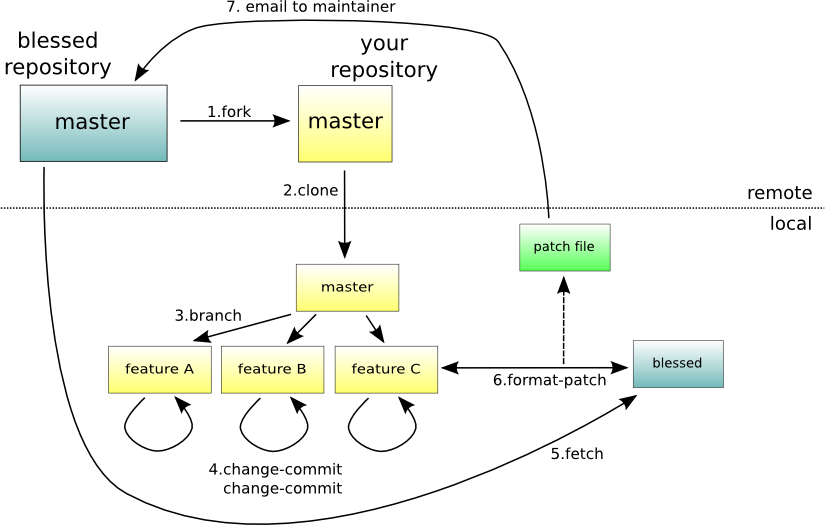 7. email to maintainer
blessed
repository
your
repository
master
1.fork
master
2.clone
remote
local
patch file
master
3.branch
feature A
feature B
feature C
blessed
6.format-patch
4.change-commit
change-commit
5.fetch